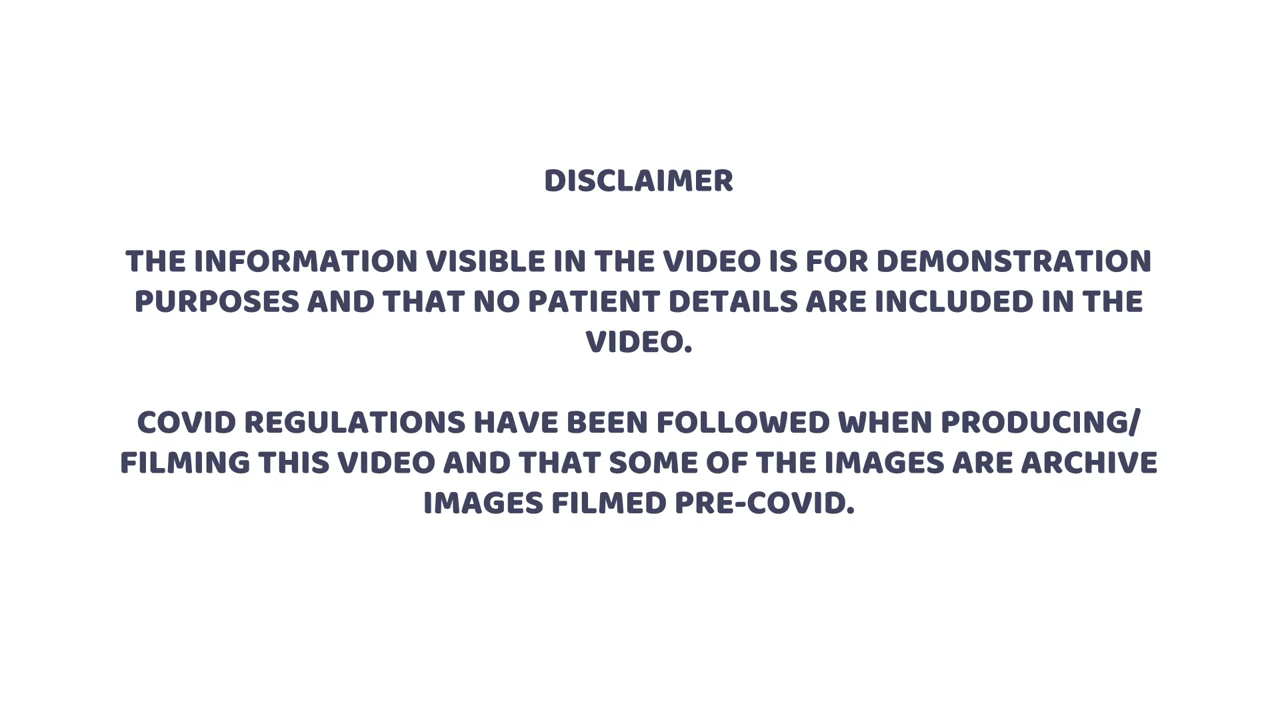 DISCLAIMER
THE INFORMATION VISIBLE IN THE VIDEO IS FOR DEMONSTRATION
PURPOSES AND THAT NO PATIENT DETAILS ARE INCLUDED IN THE
VIDEO.
COVID REGULATIONS HAVE BEEN FOLLOWED WHEN PRODUCING/
FILMING THIS VIDEO AND THAT SOME OF THE IMAGES ARE ARCHIVE
IMAGES FILMED PRE-COVID.